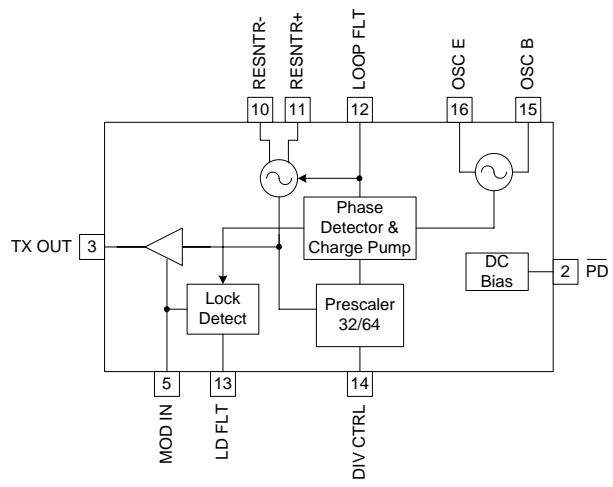 RESNTR-
RESNTR+
LOOP FLT
OSC E
OSC B
10
11
12
16
15
Phase
Detector &
Charge Pump
TX OUT
3
DC
Bias
2
PD
Lock
Detect
Prescaler
32/64
5
13
14
MOD IN
LD FLT
DIV CTRL